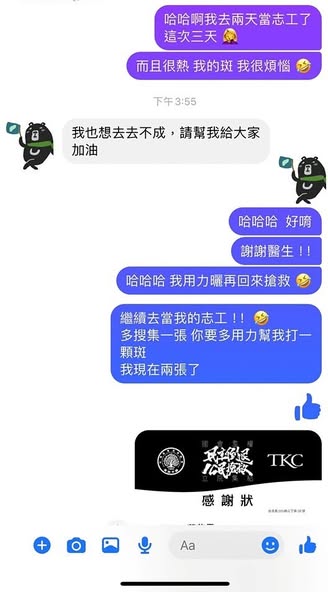 哈哈啊我去兩天當志工了
這次三天 🤦‍♀️
而且很熱 我的斑 我很煩惱 🤣
下午 3:55
我也想去去不成，請幫我給大家
加油
哈哈哈 好唷
謝謝醫生 ! !
哈哈哈 我用力曬再回來搶救 🤣
繼續去當我的志工 ! ! 🤣
多搜集一張 你要多用力幫我打一
顆斑
我現在兩張了
TKC
感謝狀
Aa